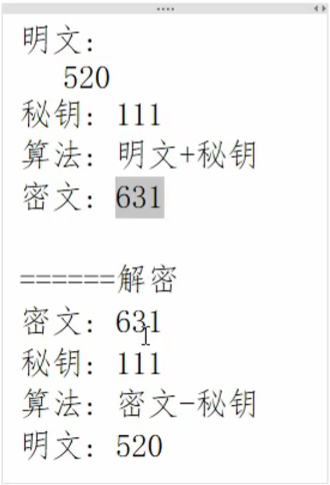 明文：
520
秘钥：111
算法：明文+秘钥
密文：631
======解密
密文：631
秘钥：111
算法：密文-秘钥
明文：520